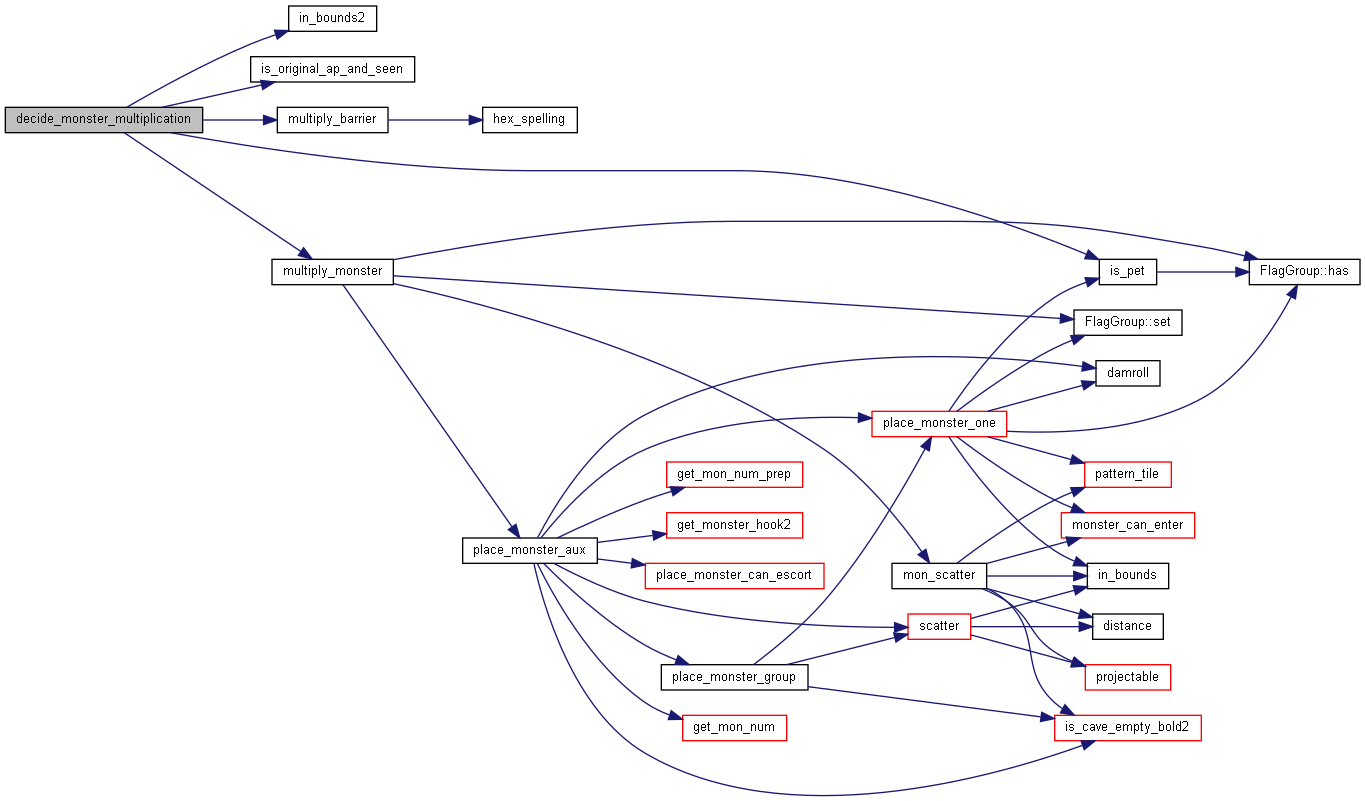 in_bounds2
is_original_ap_and_seen
decide_monster_multiplication
multiply_barrier
hex_spelling
multiply_monster
is_pet
FlagGroup::has
FlagGroup::set
damroll
place_monster_one
get_mon_num_prep
pattern_tile
get_monster_hook2
monster_can_enter
place_monster_aux
place_monster_can_escort
mon_scatter
in_bounds
scatter
distance
place_monster_group
projectable
get_mon_num
is_cave_empty_bold2